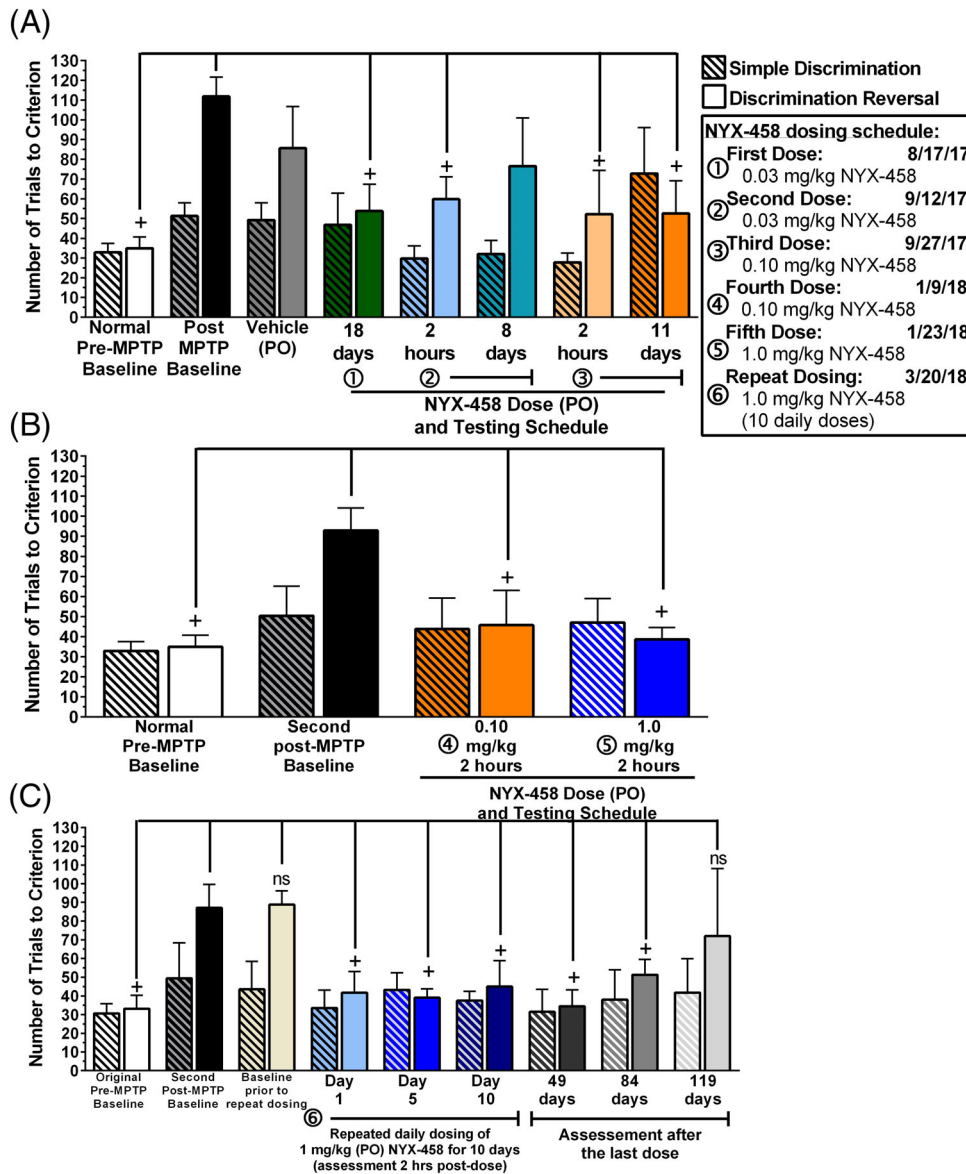 (A)
Number of Trials to Criterion
130
120
110
100
90
80
70
60
50
40
30
20
10
0
+ + + + +
Normal Pre-MPTP Baseline
Post MPTP Baseline
Vehicle (PO)
18 days
2 hours
8 days
2 hours
11 days
① ② ③
NYX-458 Dose (PO)
and Testing Schedule
Simple Discrimination
Discrimination Reversal
NYX-458 dosing schedule:
① First Dose: 8/17/17
0.03 mg/kg NYX-458
② Second Dose: 9/12/17
0.03 mg/kg NYX-458
③ Third Dose: 9/27/17
0.10 mg/kg NYX-458
④ Fourth Dose: 1/9/18
0.10 mg/kg NYX-458
⑤ Fifth Dose: 1/23/18
1.0 mg/kg NYX-458
⑥ Repeat Dosing: 3/20/18
1.0 mg/kg NYX-458
(10 daily doses)
(B)
Number of Trials to Criterion
130
120
110
100
90
80
70
60
50
40
30
20
10
0
+ + +
Normal Pre-MPTP Baseline
Second post-MPTP Baseline
④ 0.10 mg/kg 2 hours
⑤ 1.0 mg/kg 2 hours
NYX-458 Dose (PO)
and Testing Schedule
(C)
Number of Trials to Criterion
130
120
110
100
90
80
70
60
50
40
30
20
10
0
+ ns + + + + + ns
Original Pre-MPTP Baseline
Second Post-MPTP Baseline
Baseline prior to repeat dosing
Day 1
Day 5
Day 10
49 days
84 days
119 days
⑥
Repeated daily dosing of
1 mg/kg (PO) NYX-458 for 10 days
(assessment 2 hrs post-dose)
Assessement after
the last dose